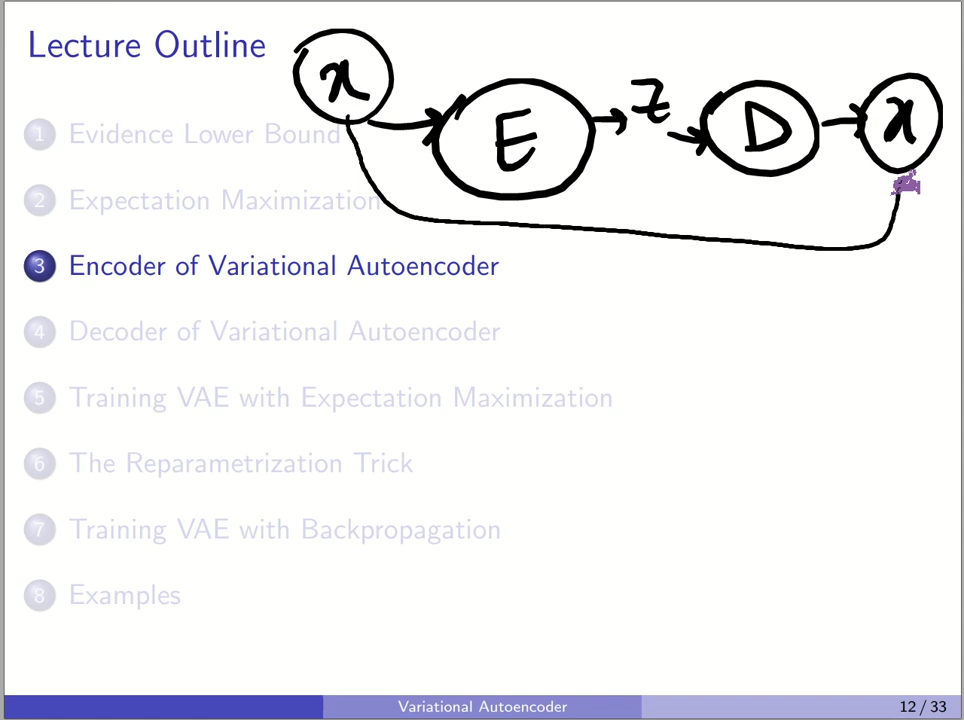 Lecture Outline
x E z D x
1 Evidence Lower Bound
2 Expectation Maximization
3 Encoder of Variational Autoencoder
4 Decoder of Variational Autoencoder
5 Training VAE with Expectation Maximization
6 The Reparametrization Trick
7 Training VAE with Backpropagation
8 Examples
Variational Autoencoder 12 / 33